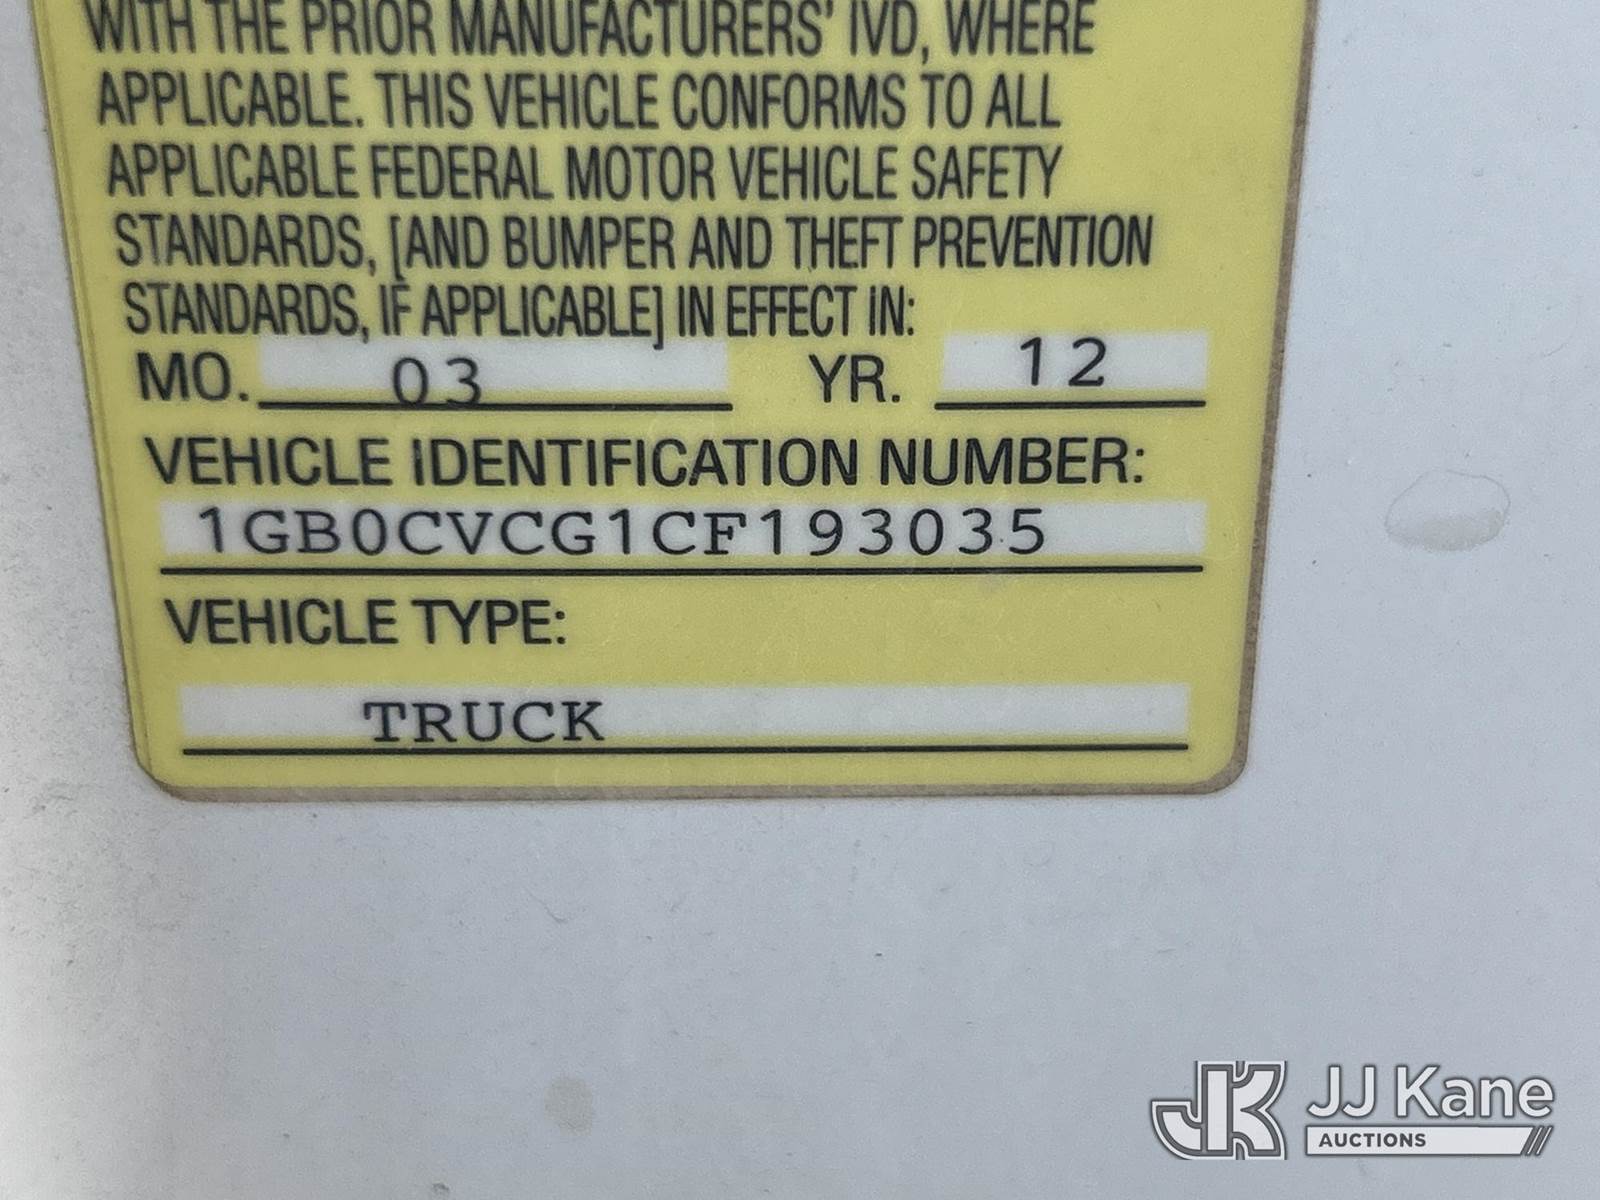 WITH THE PRIOR MANUFACTURERS' IVD, WHERE
APPLICABLE. THIS VEHICLE CONFORMS TO ALL
APPLICABLE FEDERAL MOTOR VEHICLE SAFETY
STANDARDS, [AND BUMPER AND THEFT PREVENTION
STANDARDS, IF APPLICABLE] IN EFFECT IN:
MO. 03 YR. 12
VEHICLE IDENTIFICATION NUMBER:
1GB0CVCG1CF193035
VEHICLE TYPE:
TRUCK
JK JJ Kane
AUCTIONS